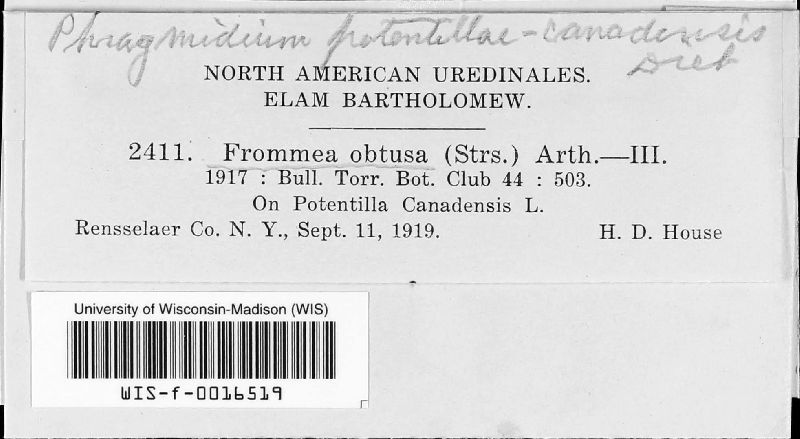 Phragmidium potentillae-canadensis
Diet
NORTH AMERICAN UREDINALES.
ELAM BARTHOLOMEW.
2411. Frommea obtusa (Strs.) Arth.—III.
1917 : Bull. Torr. Bot. Club 44 : 503.
On Potentilla Canadensis L.
Rensselaer Co. N. Y., Sept. 11, 1919. H. D. House
University of Wisconsin-Madison (WIS)
WIS-f-0016519